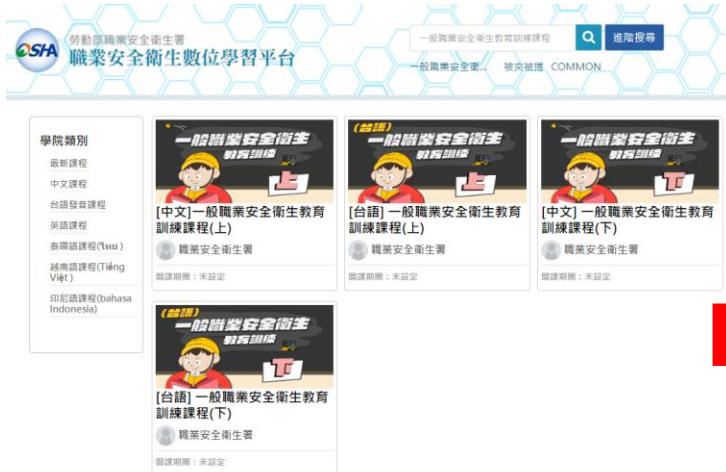 OSHA
勞動部職業安全衛生署
職業安全衛生數位學習平台
一般職業安全衛生教育訓練課程
進階搜尋
一般職業安全衛... 被夾被捲 COMMON
學院類別
最新課程
中文課程
台語發音課程
英語課程
泰國語課程(ไทย)
越南語課程(Tiếng
Việt)
印尼語課程(bahasa
Indonesia)
一般職業安全衛生
教育訓練
上
[中文]一般職業安全衛生教育
訓練課程(上)
職業安全衛生署
開課期間：未設定
(台語)
一般職業安全衛生
教育訓練
上
[台語] 一般職業安全衛生教育
訓練課程(上)
職業安全衛生署
開課期間：未設定
一般職業安全衛生
教育訓練
下
[中文] 一般職業安全衛生教育
訓練課程(下)
職業安全衛生署
開課期間：未設定
(台語)
一般職業安全衛生
教育訓練
下
[台語] 一般職業安全衛生教育
訓練課程(下)
職業安全衛生署
開課期間：未設定